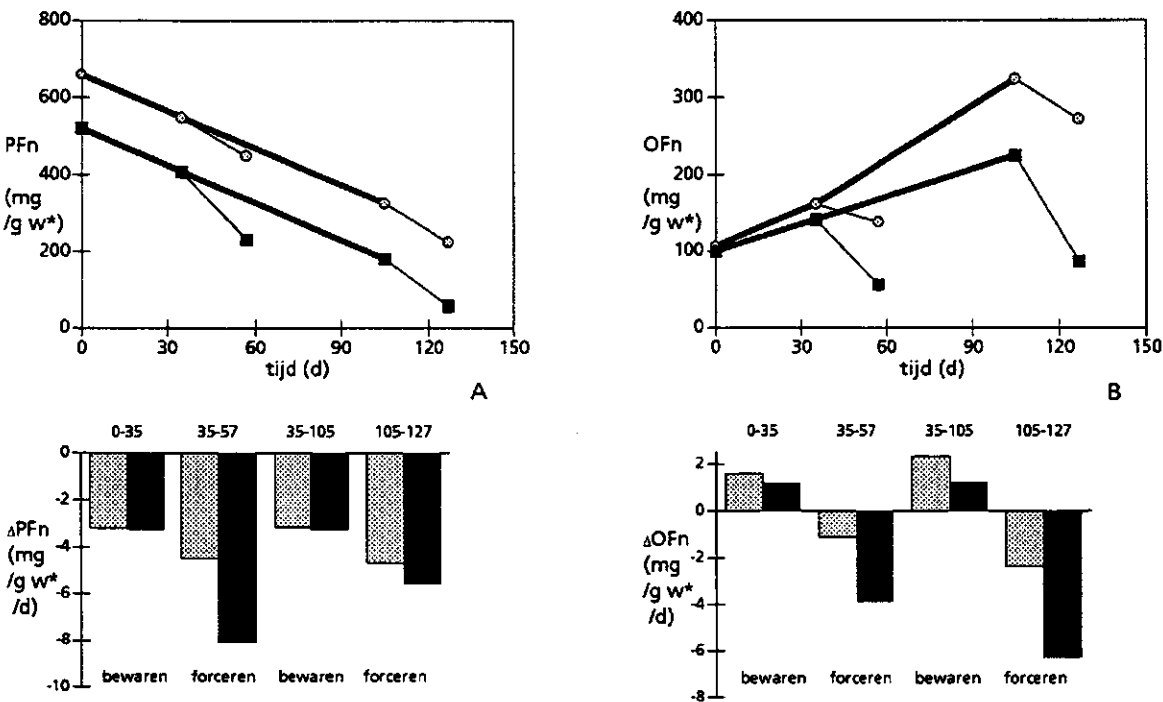 800
600
PFn
400
(mg
/g w*)
200
0
0 30 60 90 120 150
tijd (d)
A
400
300
OFn
200
(mg
/g w*)
100
0
0 30 60 90 120 150
tijd (d)
B
0-35 35-57 35-105 105-127
0
-2
ΔPFn
(mg
-4
/g w*
-6
/d)
-8
-10
bewaren forceren bewaren forceren
0-35 35-57 35-105 105-127
2
0
ΔOFn
(mg
-2
/g w*
-4
/d)
-6
-8
bewaren forceren bewaren forceren